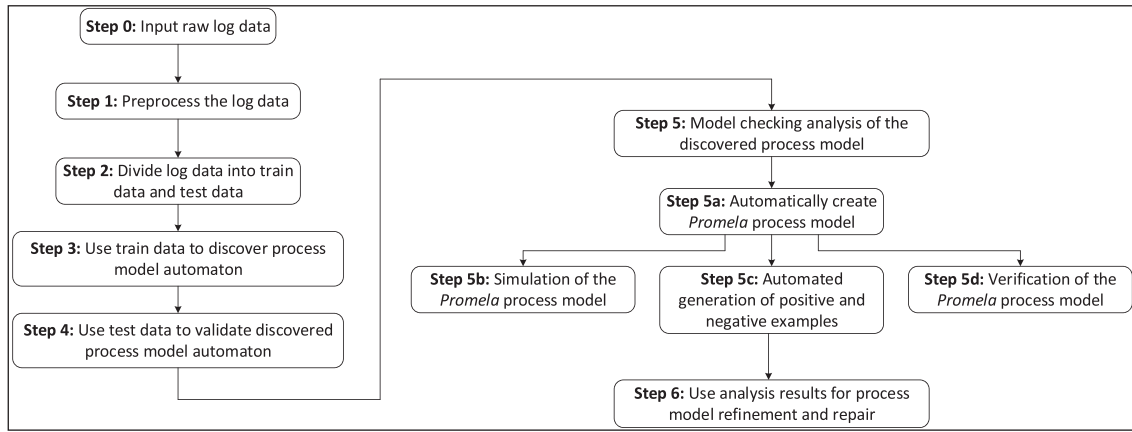 Step 0: Input raw log data
Step 1: Preprocess the log data
Step 2: Divide log data into train
data and test data
Step 3: Use train data to discover process
model automaton
Step 4: Use test data to validate discovered
process model automaton
Step 5: Model checking analysis of the
discovered process model
Step 5a: Automatically create
Promela process model
Step 5b: Simulation of the
Promela process model
Step 5c: Automated
generation of positive and
negative examples
Step 5d: Verification of the
Promela process model
Step 6: Use analysis results for process
model refinement and repair